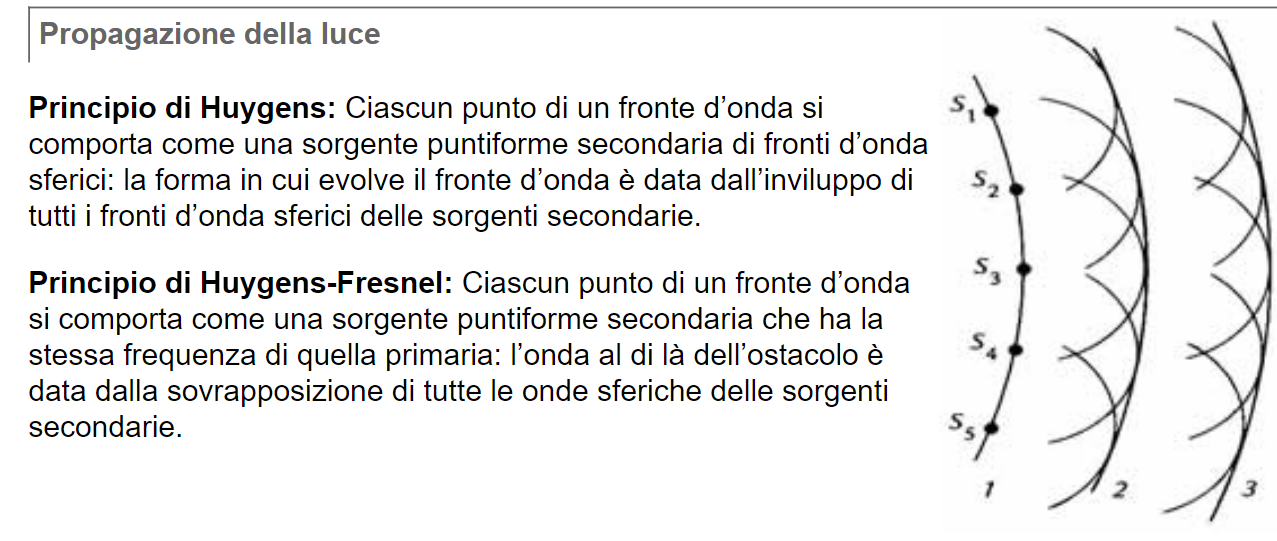 Propagazione della luce
Principio di Huygens: Ciascun punto di un fronte d’onda si
comporta come una sorgente puntiforme secondaria di fronti d’onda
sferici: la forma in cui evolve il fronte d’onda è data dall’inviluppo di
tutti i fronti d’onda sferici delle sorgenti secondarie.
Principio di Huygens-Fresnel: Ciascun punto di un fronte d’onda
si comporta come una sorgente puntiforme secondaria che ha la
stessa frequenza di quella primaria: l’onda al di là dell’ostacolo è
data dalla sovrapposizione di tutte le onde sferiche delle sorgenti
secondarie.
S1
S2
S3
S4
S5
1 2 3